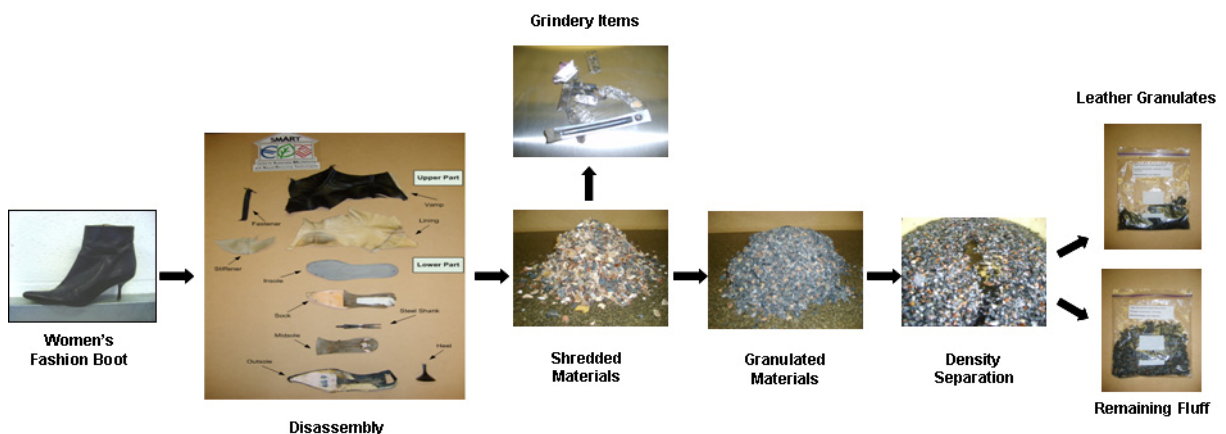 Grindery Items
Leather Granulates
SMART
Upper Part
Vamp
Fastener
Lining
Stiffener
Lower Part
Insole
Sock
Steel Shank
Midsole
Heel
Outsole
Women's
Fashion Boot
Disassembly
Shredded
Materials
Granulated
Materials
Density
Separation
Remaining Fluff